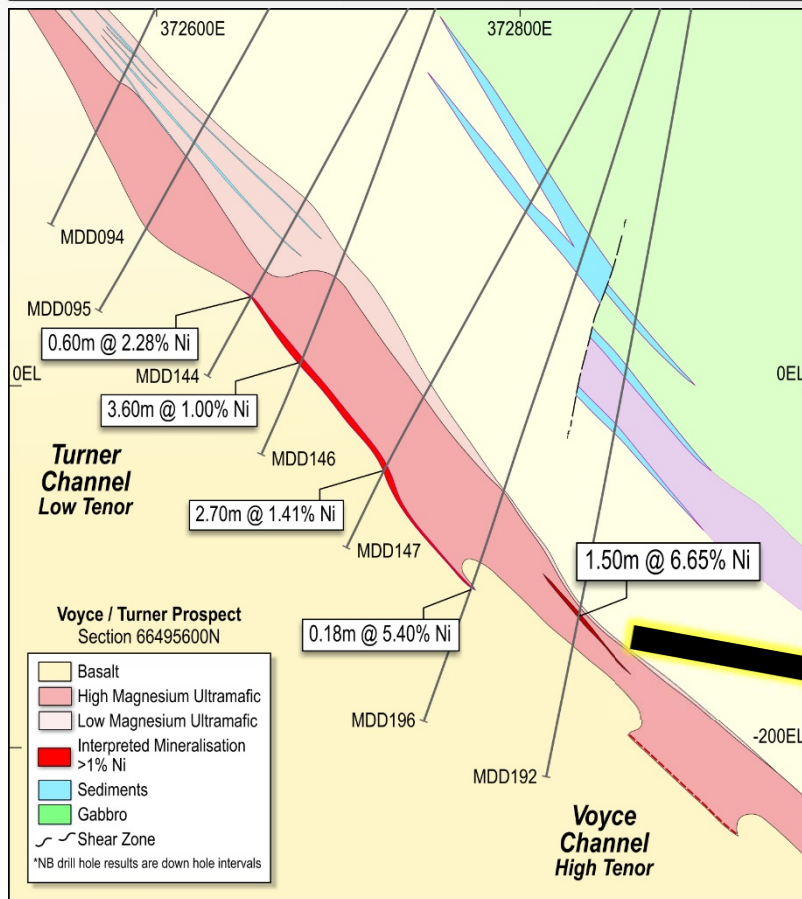 372600E
372800E
MDD094
MDD095
0.60m @ 2.28% Ni
0EL
0EL
MDD144
3.60m @ 1.00% Ni
Turner
Channel
Low Tenor
MDD146
2.70m @ 1.41% Ni
MDD147
1.50m @ 6.65% Ni
0.18m @ 5.40% Ni
MDD196
-200EL
MDD192
Voyce
Channel
High Tenor
Voyce / Turner Prospect
Section 66495600N
Basalt
High Magnesium Ultramafic
Low Magnesium Ultramafic
Interpreted Mineralisation
>1% Ni
Sediments
Gabbro
Shear Zone
*NB drill hole results are down hole intervals
f
f